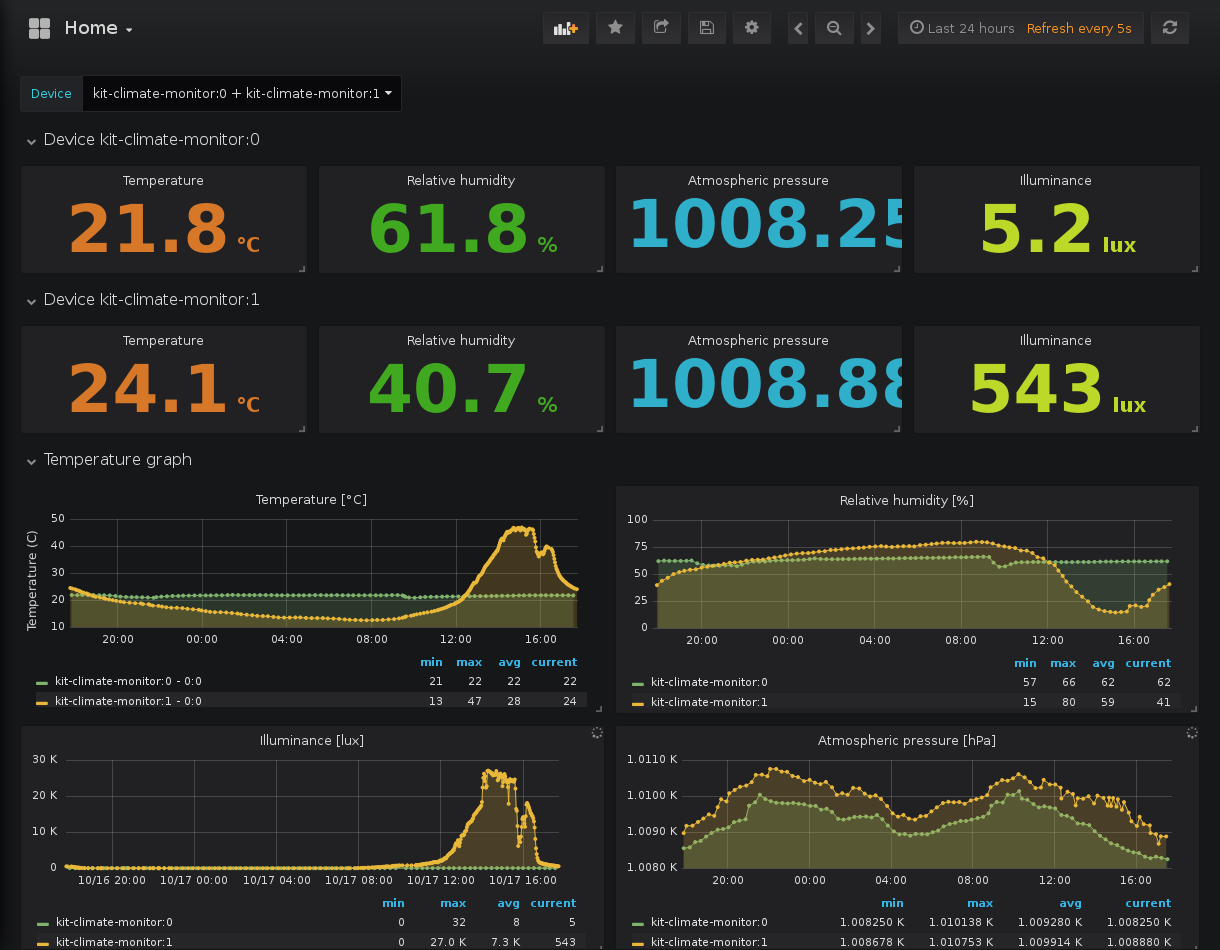 Home
Last 24 hours Refresh every 5s
Device kit-climate-monitor:0 + kit-climate-monitor:1
Device kit-climate-monitor:0
Temperature Relative humidity Atmospheric pressure Illuminance
21.8 °C 61.8 % 1008.25 5.2 lux
Device kit-climate-monitor:1
Temperature Relative humidity Atmospheric pressure Illuminance
24.1 °C 40.7 % 1008.88 543 lux
Temperature graph
Temperature [°C]
Temperature (C)
50
40
30
20
10
20:00 00:00 04:00 08:00 12:00 16:00
min max avg current
kit-climate-monitor:0 - 0:0 21 22 22 22
kit-climate-monitor:1 - 0:0 13 47 28 24
Relative humidity [%]
100
75
50
25
0
20:00 00:00 04:00 08:00 12:00 16:00
min max avg current
kit-climate-monitor:0 57 66 62 62
kit-climate-monitor:1 15 80 59 41
Illuminance [lux]
30 K
20 K
10 K
0
10/16 20:00 10/17 00:00 10/17 04:00 10/17 08:00 10/17 12:00 10/17 16:00
min max avg current
kit-climate-monitor:0 0 32 8 5
kit-climate-monitor:1 0 27.0 K 7.3 K 543
Atmospheric pressure [hPa]
1.0110 K
1.0100 K
1.0090 K
1.0080 K
20:00 00:00 04:00 08:00 12:00 16:00
min max avg current
kit-climate-monitor:0 1.008250 K 1.010138 K 1.009280 K 1.008250 K
kit-climate-monitor:1 1.008678 K 1.010753 K 1.009914 K 1.008880 K